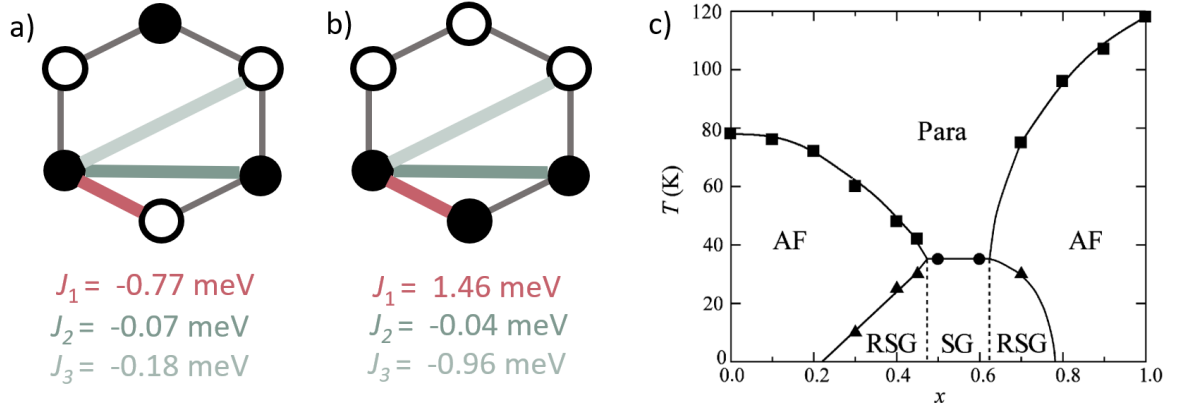 a)
J1 = -0.77 meV
J2 = -0.07 meV
J3 = -0.18 meV
b)
J1 = 1.46 meV
J2 = -0.04 meV
J3 = -0.96 meV
c)
120
100
80
60
40
20
0
T (K)
Para
AF
AF
RSG
SG
RSG
0.0
0.2
0.4
0.6
0.8
1.0
x